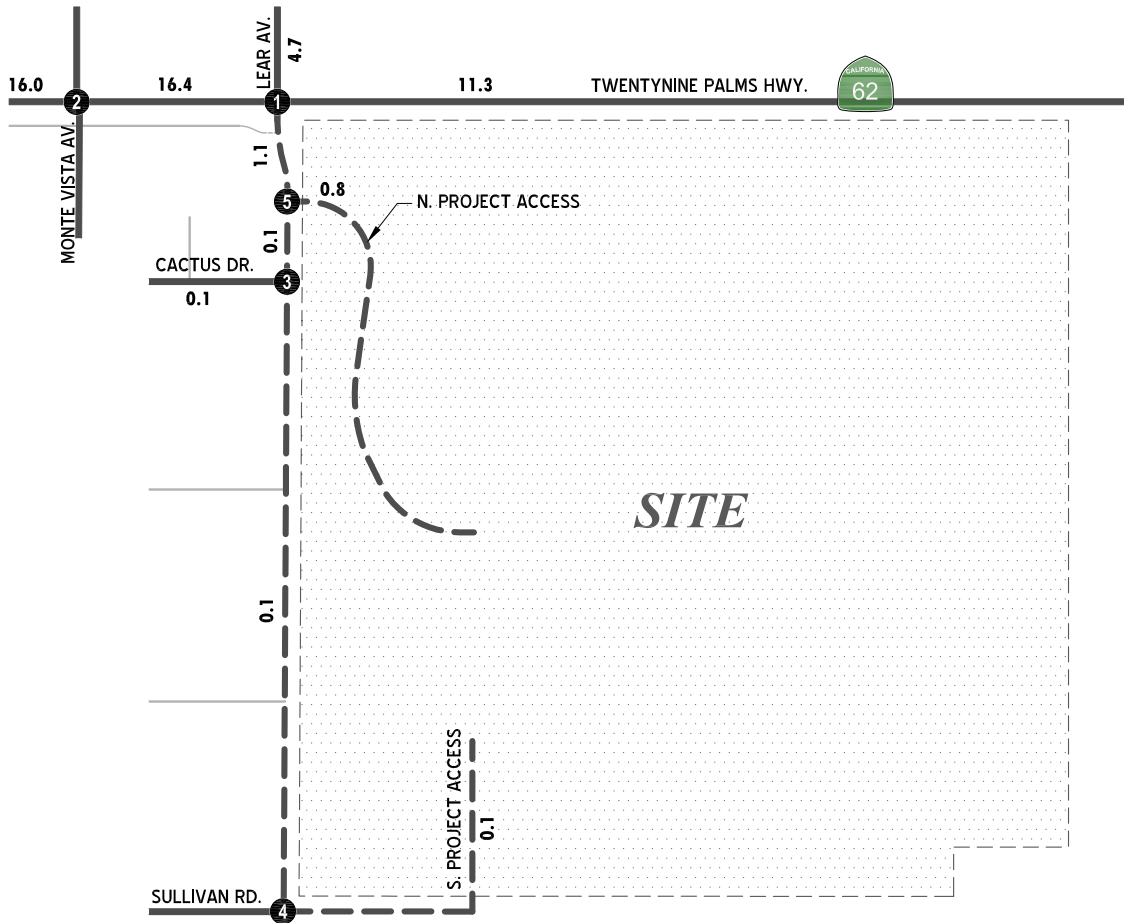 LEAR AV.
4.7
16.0
16.4
11.3
TWENTYNINE PALMS HWY.
CALIFORNIA
62
2
1
MONTE VISTA AV.
1.1
5
0.8
N. PROJECT ACCESS
0.1
CACTUS DR.
3
0.1
SITE
0.1
S. PROJECT ACCESS
0.1
SULLIVAN RD.
4